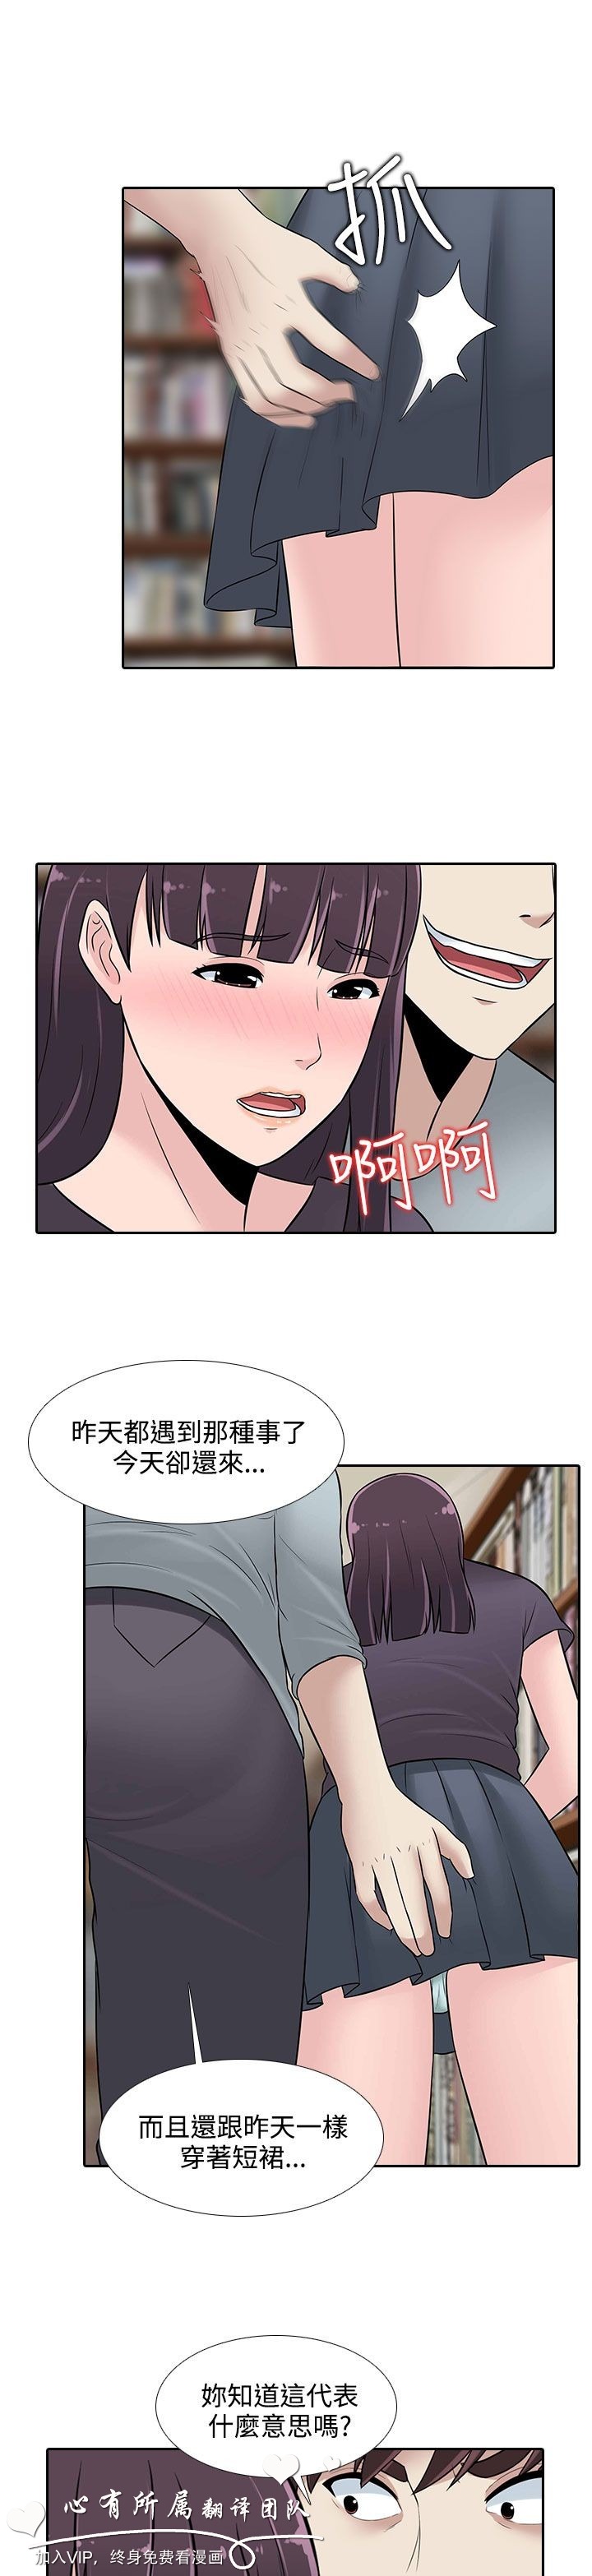 抓
啊啊
昨天都遇到那種事了
今天卻還來...
而且還跟昨天一樣
穿著短裙...
妳知道這代表
什麼意思嗎?
心有所属翻译团队
加入VIP，终身免费看漫画